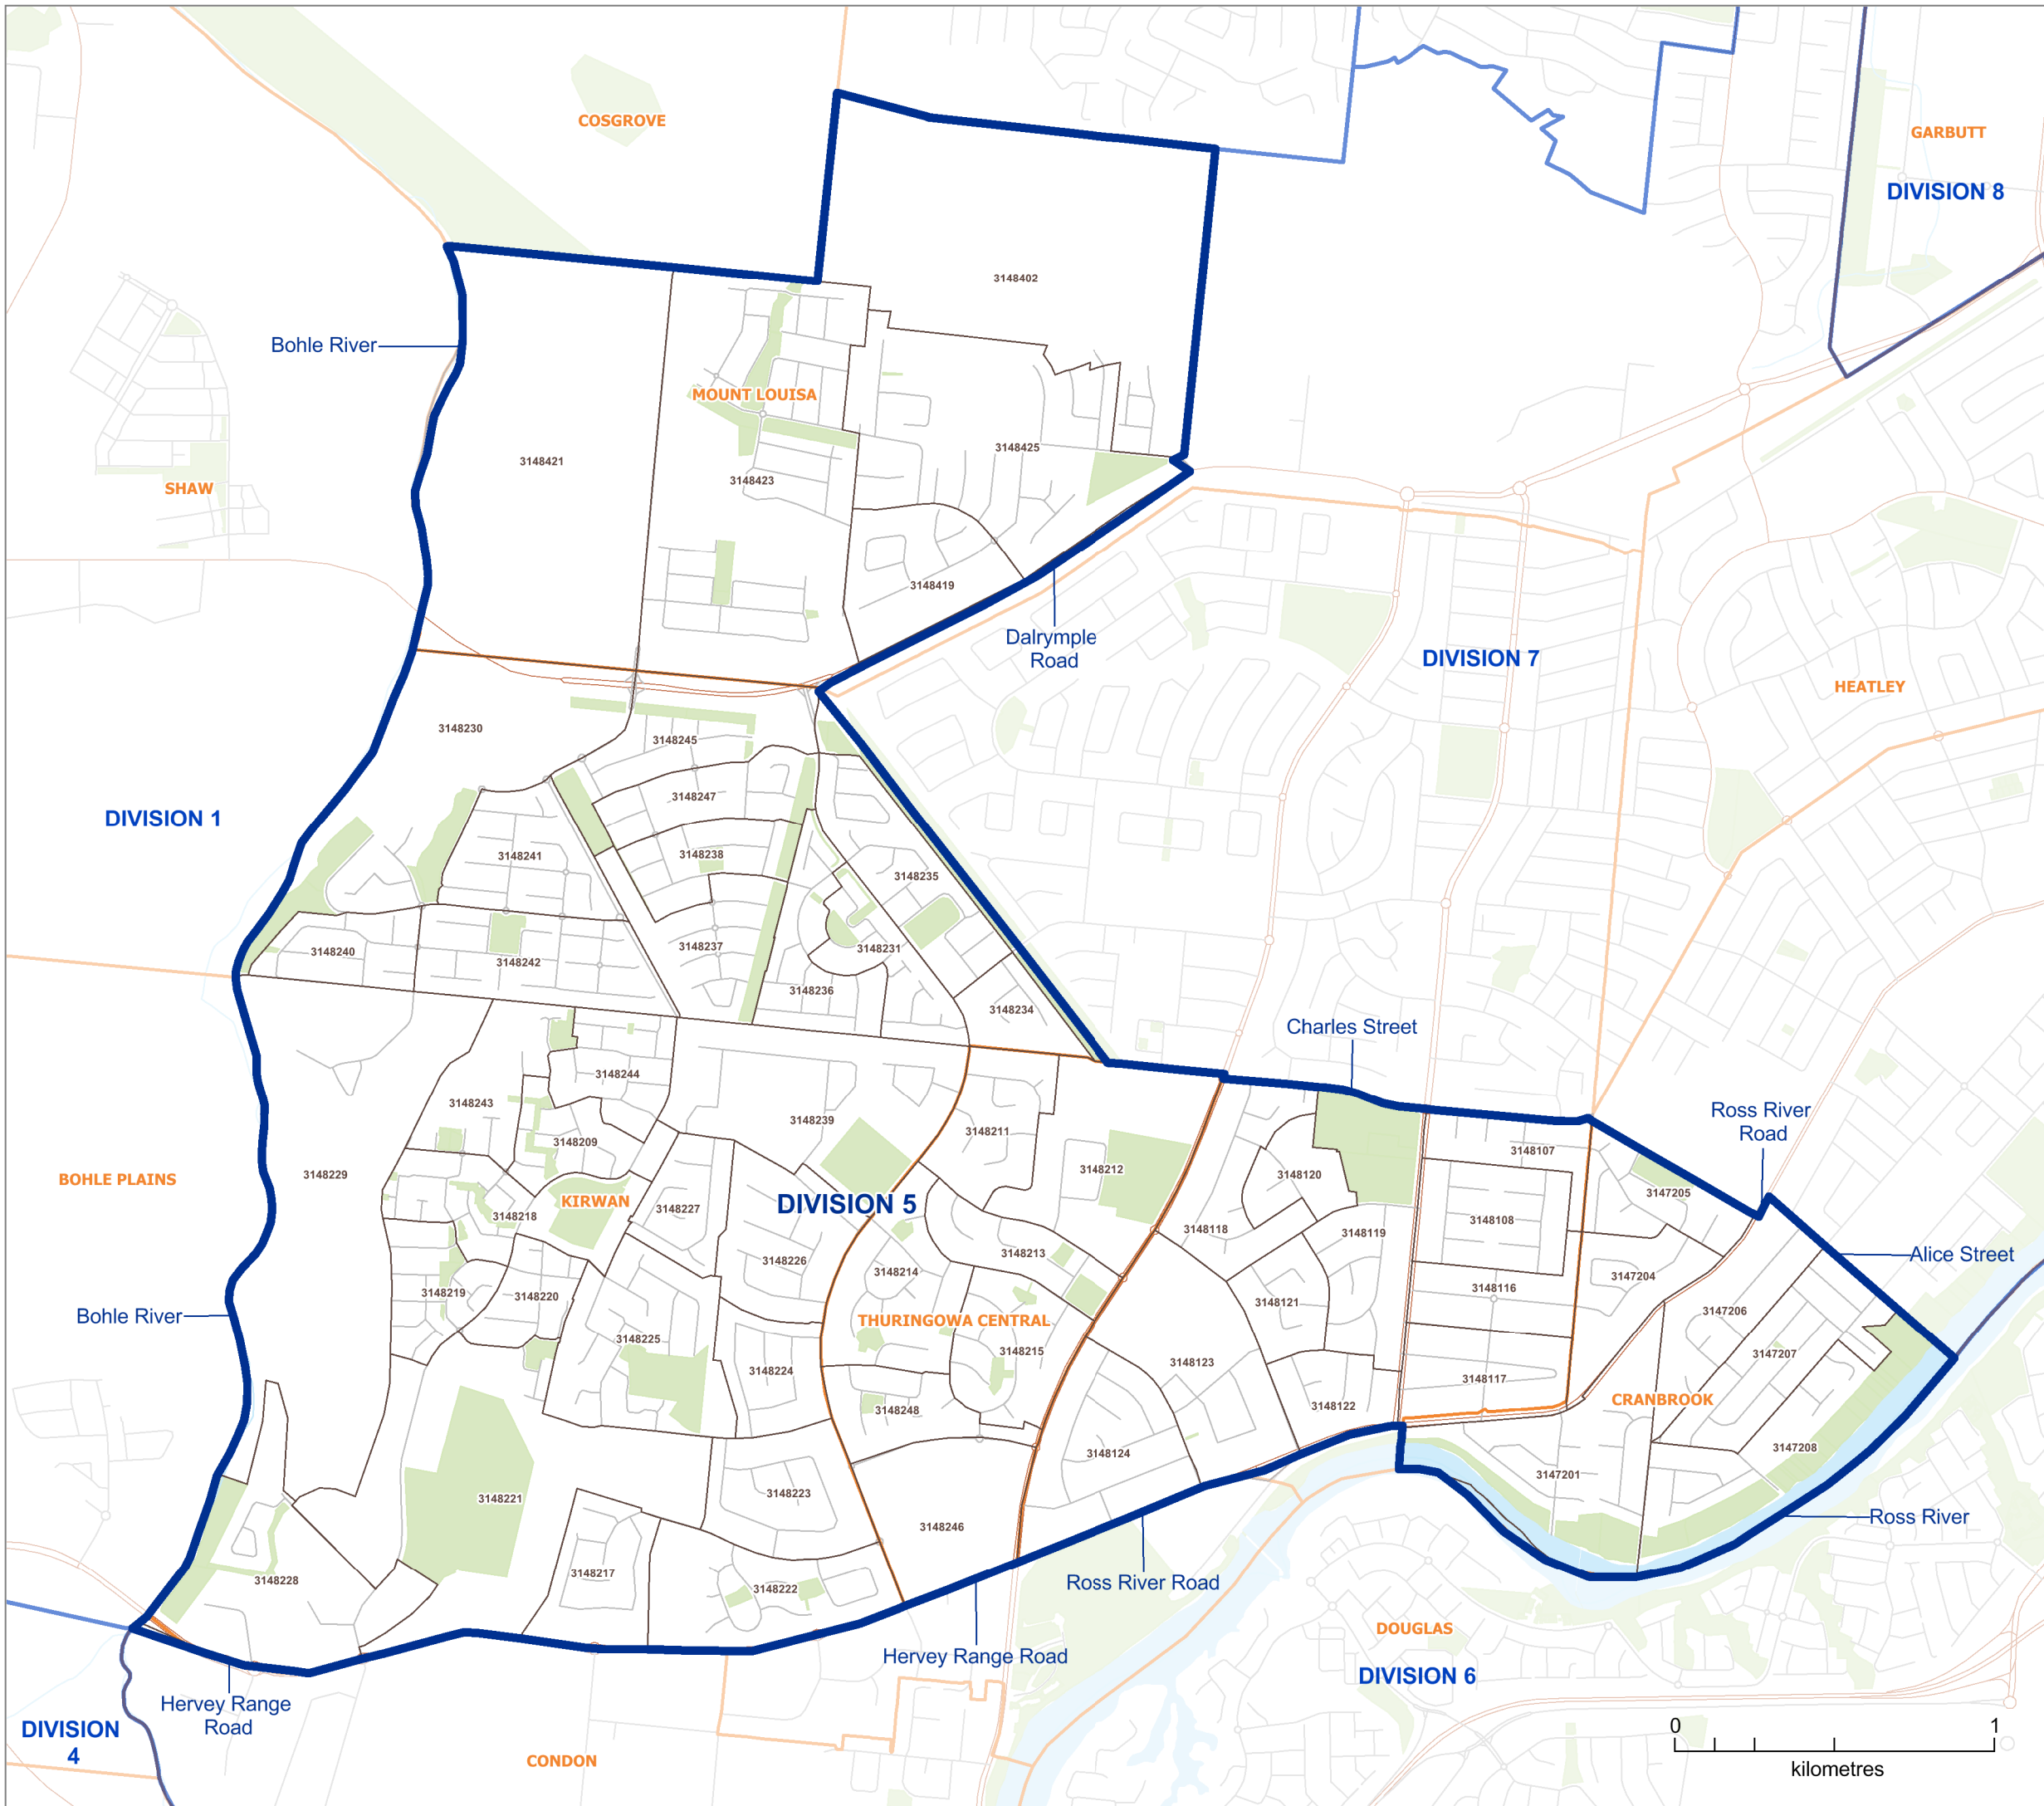 COSGROVE
GARBUTT
DIVISION 8
3148402
Bohle River
MOUNT LOUISA
3148425
3148421
3148423
SHAW
3148419
Dalrymple
Road
DIVISION 7
HEATLEY
3148230
3148245
3148247
DIVISION 1
3148241
3148238
3148235
3148240
3148242
3148237
3148231
3148236
3148234
Charles Street
3148244
3148243
3148239
3148211
Ross River
Road
3148209
3148107
BOHLE PLAINS
3148229
3148212
3148120
3147205
KIRWAN
DIVISION 5
3148218
3148227
3148118
3148108
3148119
3148226
3148213
Alice Street
3148214
3147204
3148219
3148220
3148116
3148121
Bohle River
THURINGOWA CENTRAL
3147206
3148225
3148215
3147207
3148224
3148123
3148117
CRANBROOK
3148248
3148122
3148124
3147208
3147201
3148223
3148221
Ross River
3148246
3148217
3148228
3148222
Ross River Road
DOUGLAS
Hervey Range Road
DIVISION 6
Hervey Range
Road
DIVISION
4
CONDON
0 1
kilometres